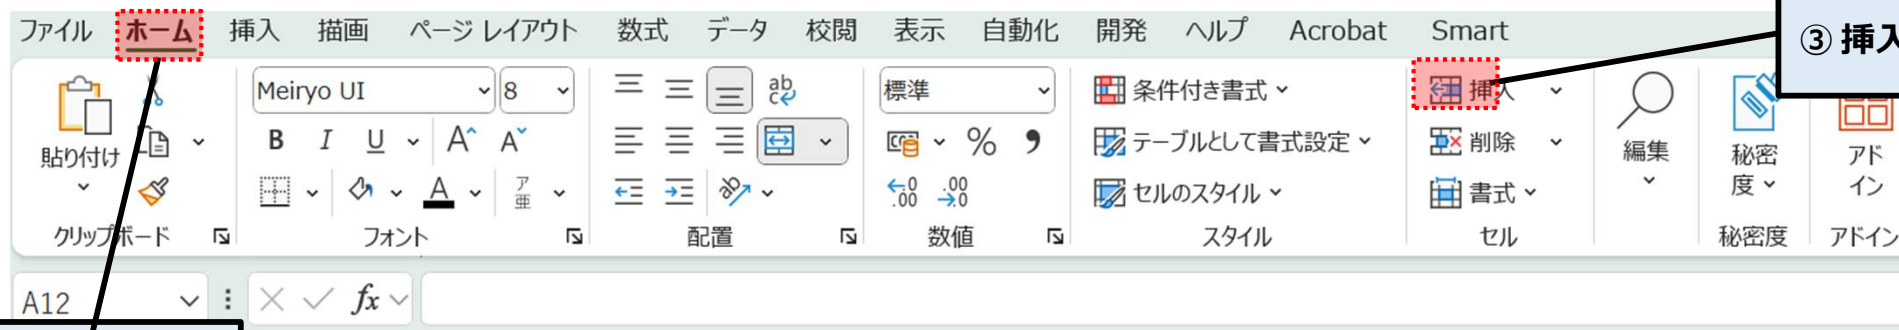 ファイル ホーム 挿入 描画 ページ レイアウト 数式 データ 校閲 表示 自動化 開発 ヘルプ Acrobat Smart
③ 挿入
貼り付け
クリップボード
Meiryo UI 8
B I U A A
A ア亜
フォント
ab
c
配置
標準
% 9
.00 .00
数値
条件付き書式
テーブルとして書式設定
セルのスタイル
スタイル
挿入
削除
書式
セル
編集
秘密
度
秘密度
アド
イン
アドイン
A12 fx